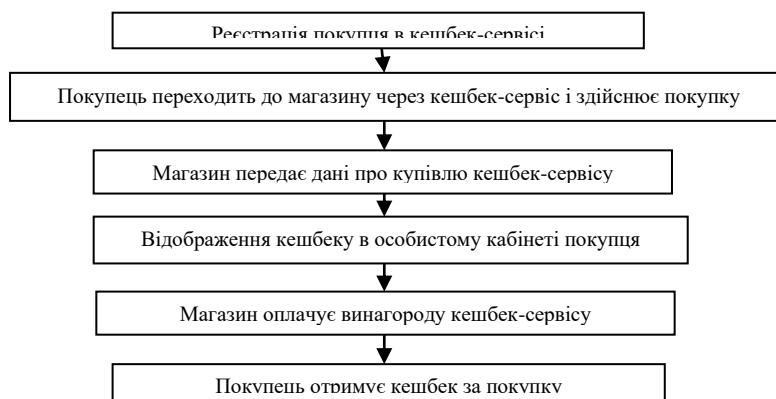 Реєстрація покупця в кешбек-сервісі
Покупець переходить до магазину через кешбек-сервіс і здійснює покупку
Магазин передає дані про купівлю кешбек-сервісу
Відображення кешбеку в особистому кабінеті покупця
Магазин оплачує винагороду кешбек-сервісу
Покупець отримує кешбек за покупку